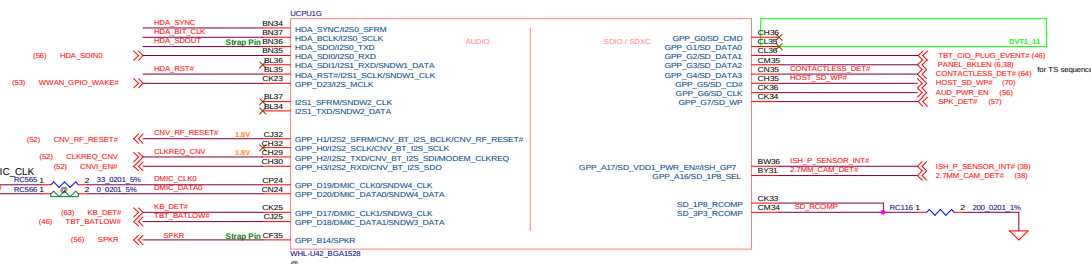 UCPU1G
HDA_SYNC BN34 HDA_SYNC/I2S0_SFRM
HDA_BIT_CLK BN37 HDA_BCLK/I2S0_SCLK
HDA_SDOUT Strap Pin BN36 HDA_SDO/I2S0_TXD
(56) HDA_SDIN0 BN35 HDA_SDI0/I2S0_RXD
BL36 HDA_SDI1/I2S1_RXD/SNDW1_DATA
HDA_RST# BL35 HDA_RST#/I2S1_SCLK/SNDW1_CLK
(53) WWAN_GPIO_WAKE# CK23 GPP_D23/I2S_MCLK
BL37 I2S1_SFRM/SNDW2_CLK
BL34 I2S1_TXD/SNDW2_DATA
(52) CNV_RF_RESET# CNV_RF_RESET# 1.8V CJ32 GPP_H1/I2S2_SFRM/CNV_BT_I2S_BCLK/CNV_RF_RESET#
CH32 GPP_H0/I2S2_SCLK/CNV_BT_I2S_SCLK
(52) CLKREQ_CNV CLKREQ_CNV 1.8V CH29 GPP_H2/I2S2_TXD/CNV_BT_I2S_SDI/MODEM_CLKREQ
(52) CNVI_EN# CH30 GPP_H3/I2S2_RXD/CNV_BT_I2S_SDO
IC_CLK
RC565 1 2 33_0201_5% DMIC_CLK0 CP24 GPP_D19/DMIC_CLK0/SNDW4_CLK
RC566 1 @ 2 0_0201_5% DMIC_DATA0 CN24 GPP_D20/DMIC_DATA0/SNDW4_DATA
(63) KB_DET# KB_DET# CK25 GPP_D17/DMIC_CLK1/SNDW3_CLK
(46) TBT_BATLOW# TBT_BATLOW# CJ25 GPP_D18/DMIC_DATA1/SNDW3_DATA
(56) SPKR SPKR Strap Pin CF35 GPP_B14/SPKR
WHL-U42_BGA1528
@
AUDIO
SDIO / SDXC
GPP_G0/SD_CMD CH36
GPP_G1/SD_DATA0 CL35 DVT1_11
GPP_G2/SD_DATA1 CL36 TBT_CIO_PLUG_EVENT# (46)
GPP_G3/SD_DATA2 CM35 PANEL_BKLEN (6,38)
GPP_G4/SD_DATA3 CN35 CONTACTLESS_DET# CONTACTLESS_DET# (64) for TS sequence
GPP_G5/SD_CD# CH35 HOST_SD_WP# HOST_SD_WP# (70)
GPP_G6/SD_CLK CK36 AUD_PWR_EN (56)
GPP_G7/SD_WP CK34 SPK_DET# (57)
GPP_A17/SD_VDD1_PWR_EN#/ISH_GP7 BW36 ISH_P_SENSOR_INT# ISH_P_SENSOR_INT# (38)
GPP_A16/SD_1P8_SEL BY31 2.7MM_CAM_DET# 2.7MM_CAM_DET# (38)
SD_1P8_RCOMP CK33
SD_3P3_RCOMP CM34 SD_RCOMP RC116 1 2 200_0201_1%